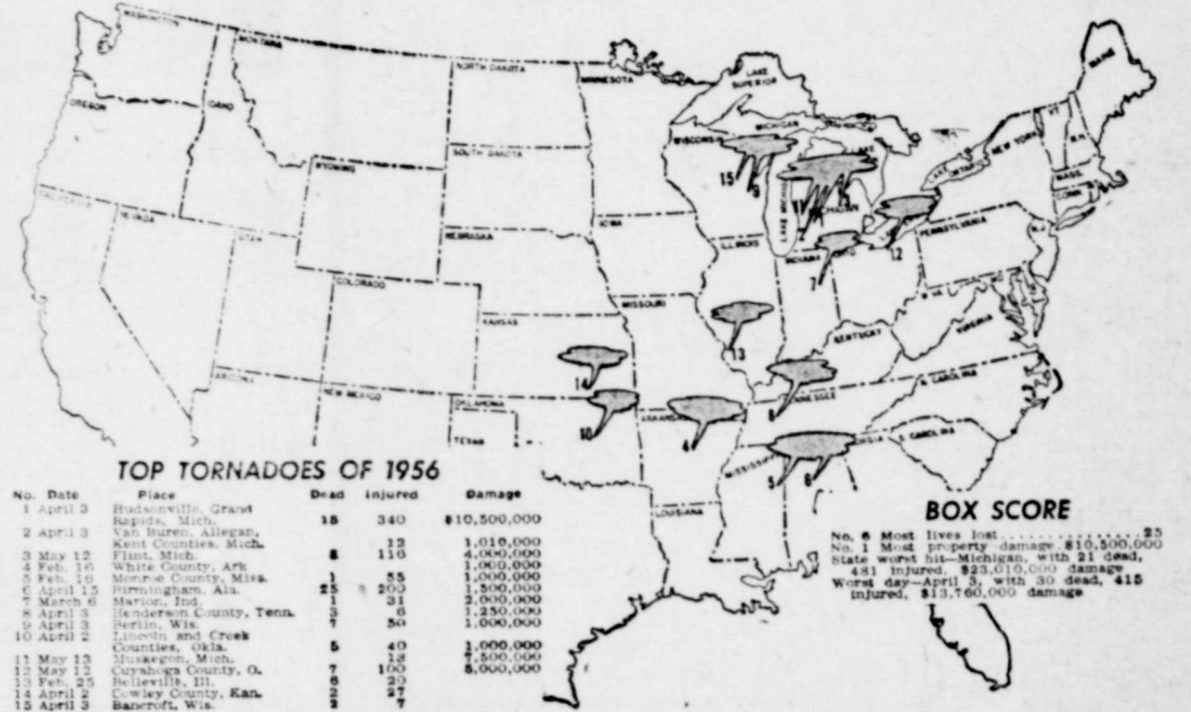 WASHINGTON
MONTANA
NORTH DAKOTA
MINNESOTA
LAKE SUPERIOR
MAINE
OREGON
IDAHO
WISCONSIN
MICHIGAN
VT.
N.H.
NEW YORK
SOUTH DAKOTA
WYOMING
LAKE ONTARIO
MASS.
CONN.
15
9
LAKE MICHIGAN
NEVADA
UTAH
NEBRASKA
IOWA
ILLINOIS
INDIANA
PENNSYLVANIA
N.J.
12
7
COLORADO
MISSOURI
KANSAS
KENTUCKY
VIRGINIA
13
14
ARIZONA
NEW MEXICO
OKLAHOMA
N. CAROLINA
TENNESSEE
8
TEXAS
10
ARKANSAS
4
S. CAROLINA
MISSISSIPPI
5
6
LOUISIANA
TOP TORNADOES OF 1956
No. Date Place Dead Injured Damage
1 April 3 Hudsonville, Grand
Rapids, Mich. 18 340 $10,500,000
2 April 3 Van Buren, Allegan,
Kent Counties, Mich. 12 1,010,000
3 May 12 Flint, Mich. 116 4,000,000
4 Feb. 16 White County, Ark 1,000,000
5 Feb. 16 Monroe County, Miss. 1 55 1,000,000
6 April 15 Birmingham, Ala. 25 200 1,500,000
7 March 6 Marion, Ind. 1 31 2,000,000
8 April 3 Henderson County, Tenn. 3 6 1,250,000
9 April 3 Berlin, Wis. 7 50 1,000,000
10 April 2 Lincoln and Creek
Counties, Okla. 5 40 1,000,000
11 May 12 Muskegon, Mich. 13 7,500,000
12 May 12 Cuyahoga County, O. 7 100 5,000,000
13 Feb. 25 Belleville, Ill. 6 20
14 April 2 Cowley County, Kan. 2 27
15 April 3 Bancroft, Wis. 2 7
BOX SCORE
No. 6 Most lives lost..................25
No. 1 Most property damage $10,500,000
State worst hit—Michigan, with 21 dead,
481 injured, $23,010,000 damage
Worst day—April 3, with 30 dead, 415
injured, $13,760,000 damage